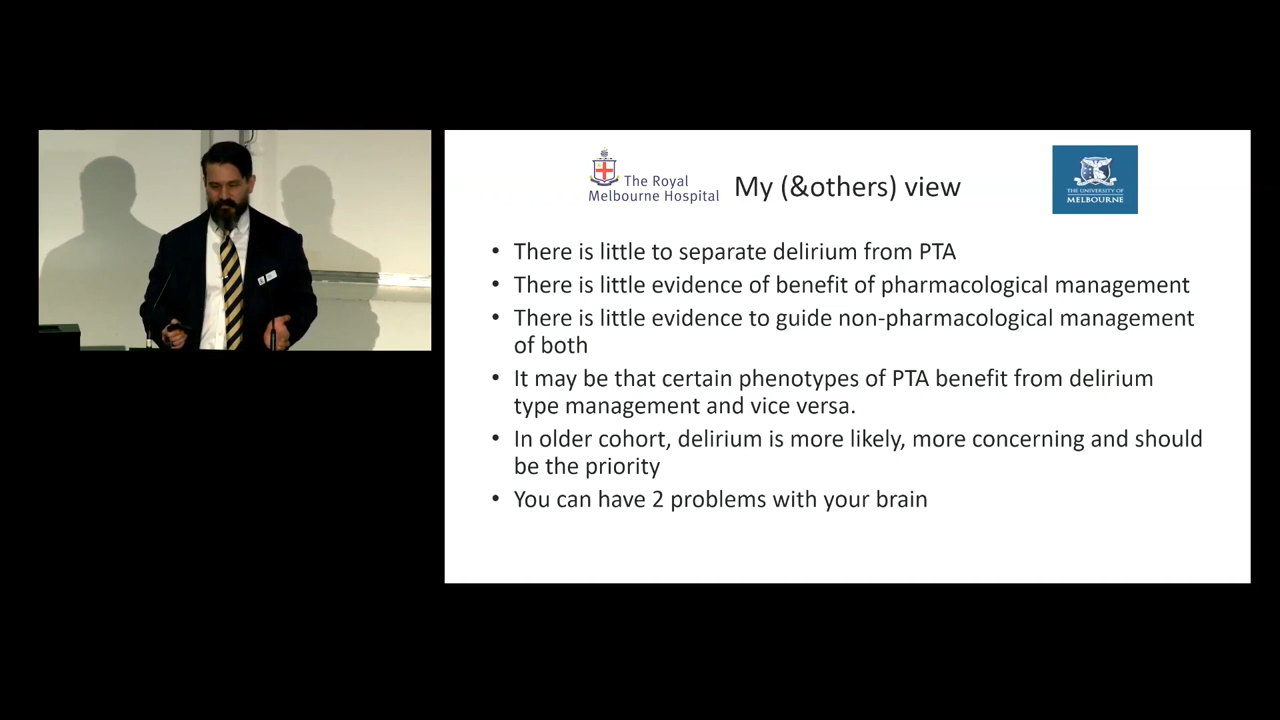 The Royal
Melbourne Hospital
My (&others) view
THE UNIVERSITY OF
MELBOURNE
• There is little to separate delirium from PTA
• There is little evidence of benefit of pharmacological management
• There is little evidence to guide non-pharmacological management
of both
• It may be that certain phenotypes of PTA benefit from delirium
type management and vice versa.
• In older cohort, delirium is more likely, more concerning and should
be the priority
• You can have 2 problems with your brain